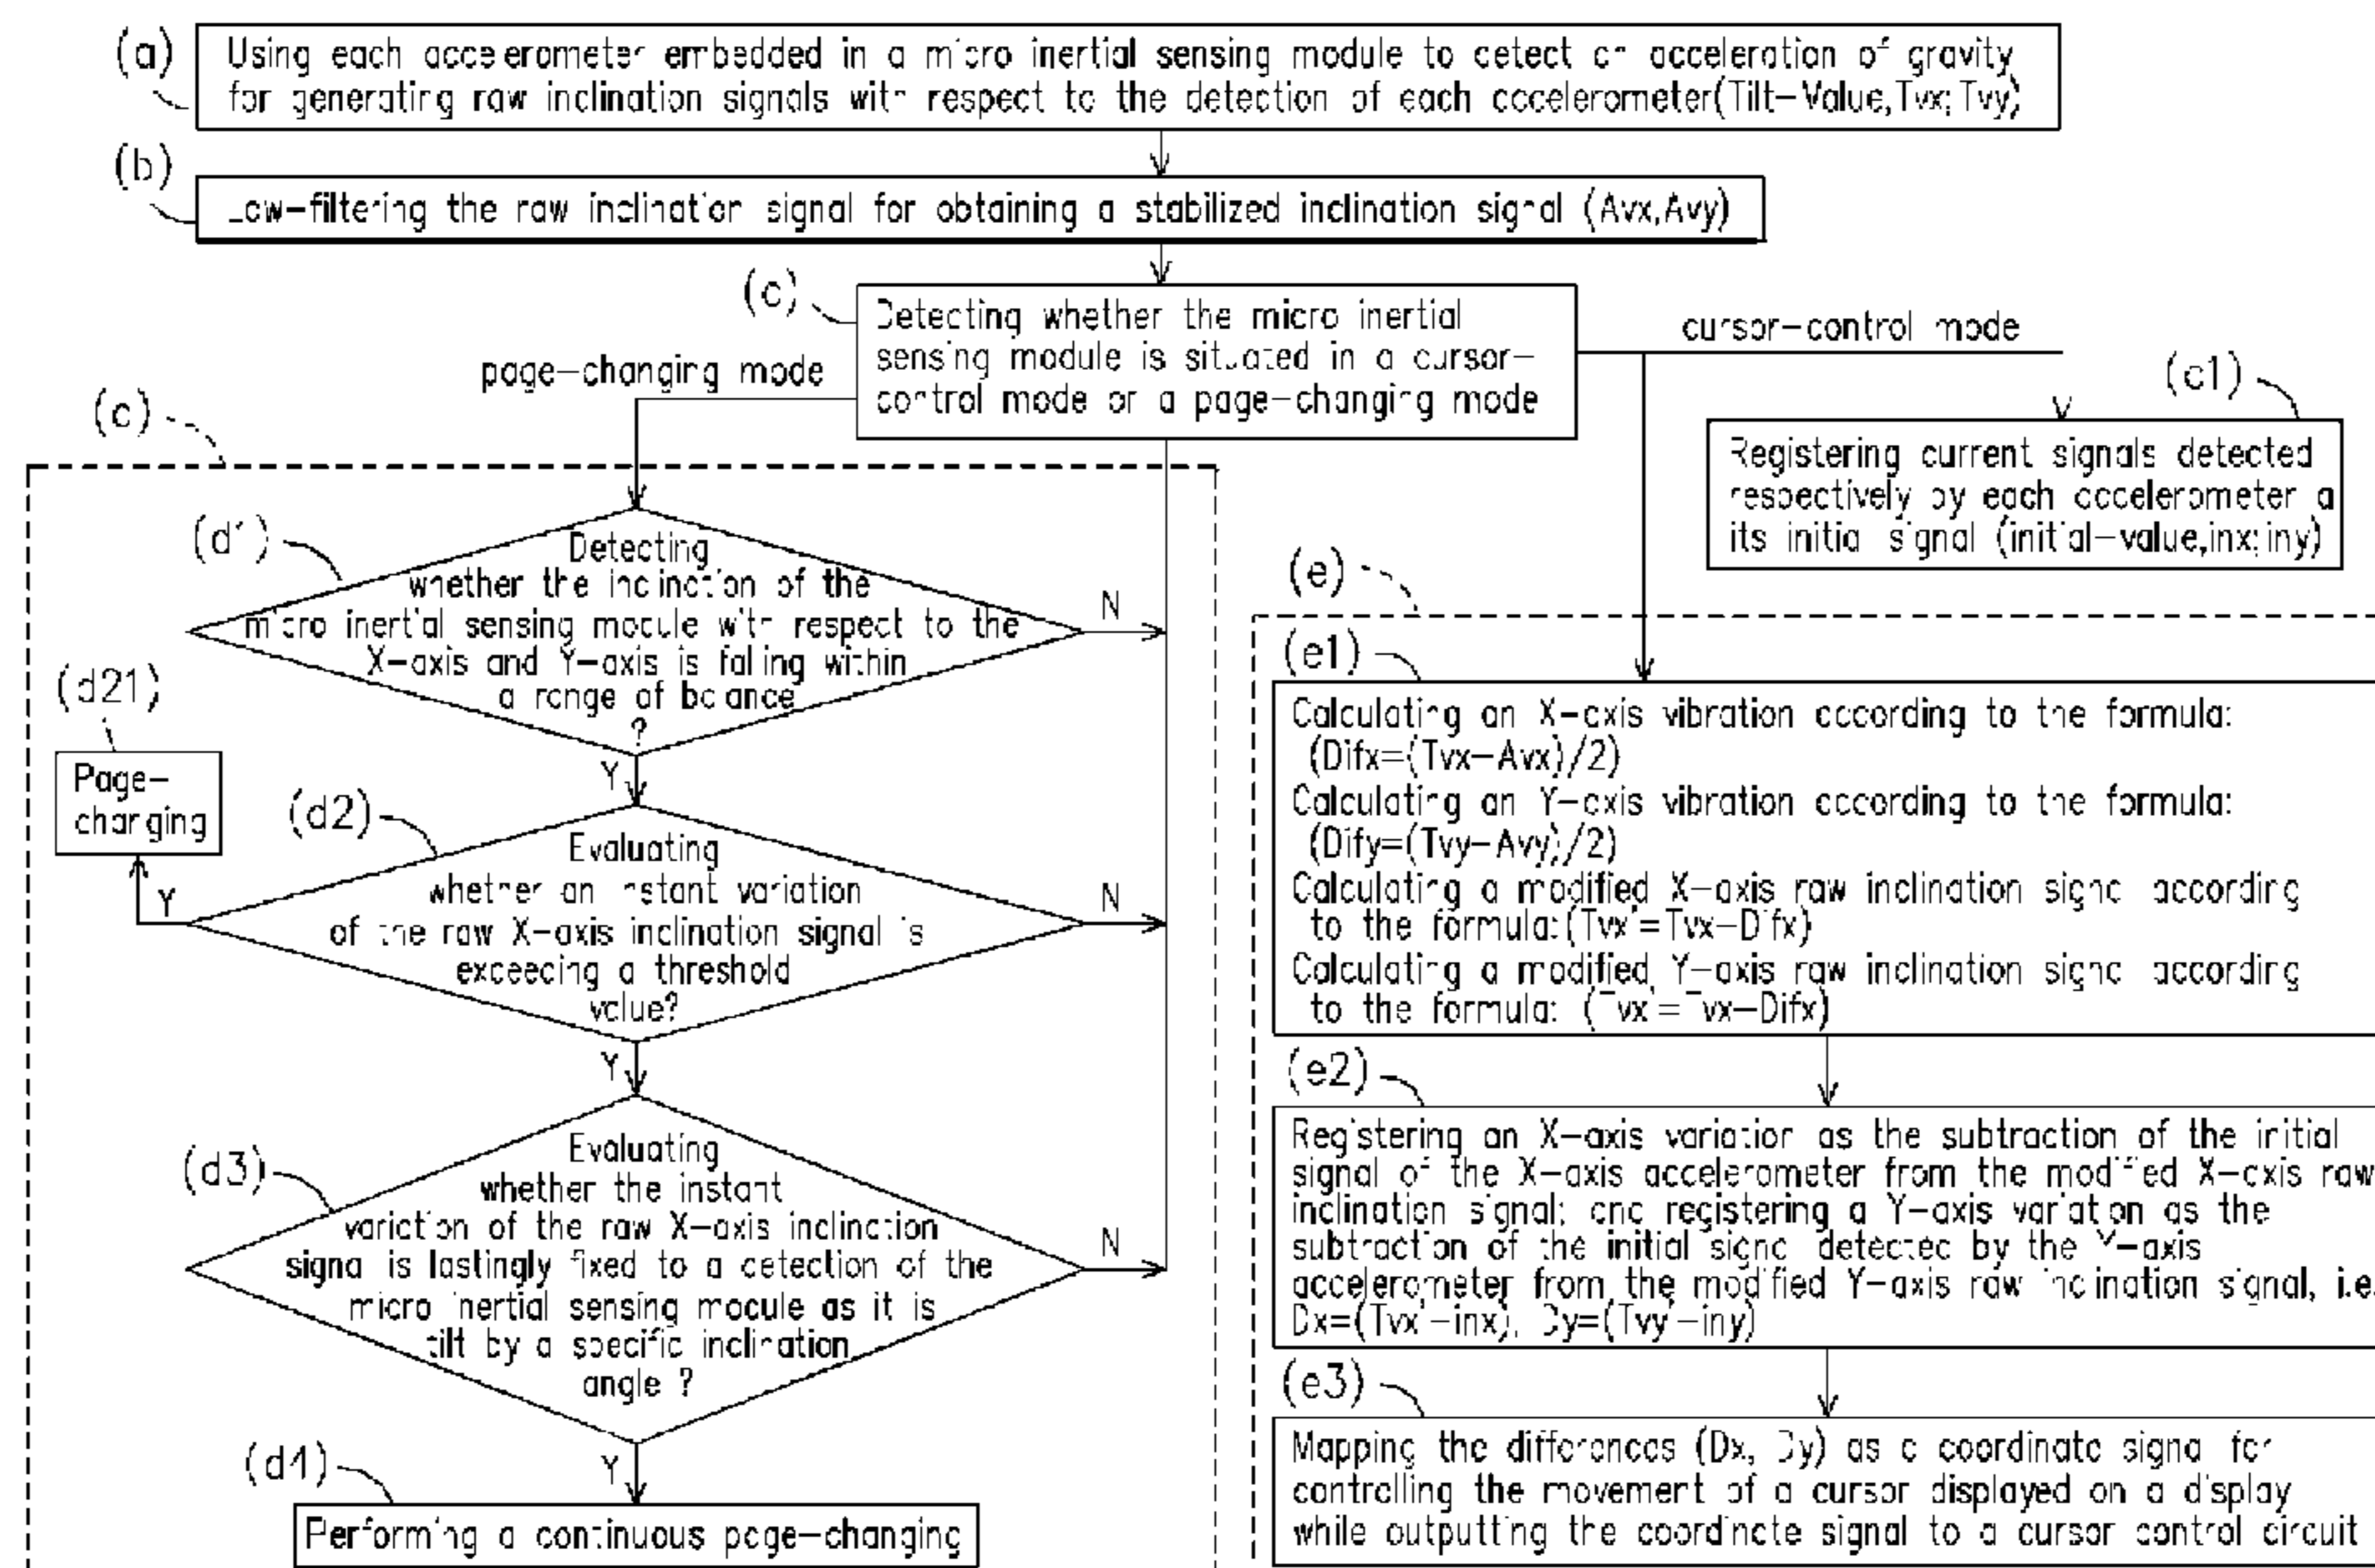 (a)
Using each accelerometer embedded in a micro inertial sensing module to detect an acceleration of gravity
for generating raw inclination signals with respect to the detection of each accelerometer(Tilt-Value,Tvx;Tvy)
(b)
Low-filtering the raw inclination signal for obtaining a stabilized inclination signal (Avx,Avy)
(c)
Detecting whether the micro inertial
sensing module is situated in a cursor-
control mode or a page-changing mode
page-changing mode
cursor-control mode
(c1)
Registering current signals detected
respectively by each accelerometer a
its initial signal (initial-value,inx;iny)
(c)
(d1)
Detecting
whether the inclination of the
micro inertial sensing module with respect to the
X-axis and Y-axis is falling within
a range of balance
?
N
Y
(d21)
Page-
changing
Y
(d2)
Evaluating
whether an instant variation
of the raw X-axis inclination signal is
exceeding a threshold
value?
N
Y
(d3)
Evaluating
whether the instant
variation of the raw X-axis inclination
signal is lastingly fixed to a detection of the
micro inertial sensing module as it is
tilt by a specific inclination
angle ?
N
Y
(d4)
Performing a continuous page-changing
(e)
(e1)
Calculating an X-axis vibration according to the formula:
(Difx=(Tvx-Avx)/2)
Calculating an Y-axis vibration according to the formula:
(Dify=(Tvy-Avy)/2)
Calculating a modified X-axis raw inclination signal according
to the formula:(Tvx'=Tvx-Difx)
Calculating a modified Y-axis raw inclination signal according
to the formula: (Tvx'=Tvx-Difx)
(e2)
Registering an X-axis variation as the subtraction of the initial
signal of the X-axis accelerometer from the modified X-axis raw
inclination signal; and registering a Y-axis variation as the
subtraction of the initial signal detected by the Y-axis
accelerometer from the modified Y-axis raw inclination signal, i.e.
Dx=(Tvx'-inx), Dy=(Tvy'-iny)
(e3)
Mapping the differences (Dx, Dy) as a coordinate signal for
controlling the movement of a cursor displayed on a display
while outputting the coordinate signal to a cursor control circuit